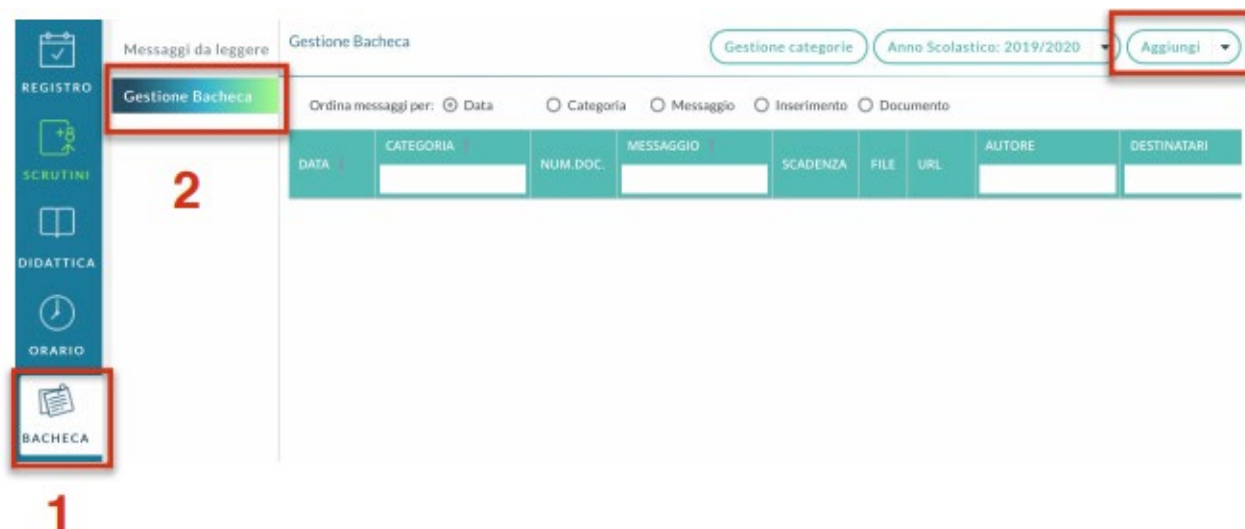 REGISTRO
SCRUTINI
DIDATTICA
ORARIO
BACHECA
1
Messaggi da leggere
Gestione Bacheca
2
Gestione Bacheca
Gestione categorie
Anno Scolastico: 2019/2020
Aggiungi
Ordina messaggi per: Data Categoria Messaggio Inserimento Documento
DATA CATEGORIA NUM.DOC. MESSAGGIO SCADENZA FILE URL AUTORE DESTINATARI